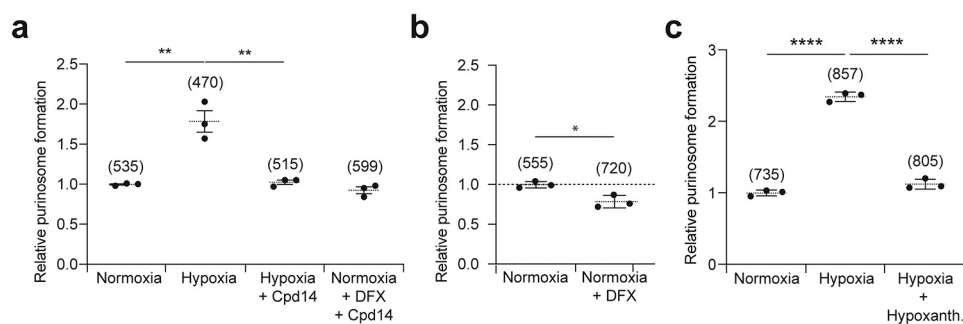 a
Relative purinosome formation
2.5
2.0
1.5
1.0
0.5
0.0
**
**
(535)
(470)
(515)
(599)
Normoxia
Hypoxia
Hypoxia
+ Cpd14
Normoxia
+ DFX
+ Cpd14
b
Relative purinosome formation
2.5
2.0
1.5
1.0
0.5
0.0
*
(555)
(720)
Normoxia
Normoxia
+ DFX
c
Relative purinosome formation
3
2
1
0
****
****
(735)
(857)
(805)
Normoxia
Hypoxia
Hypoxia
+
Hypoxanth.